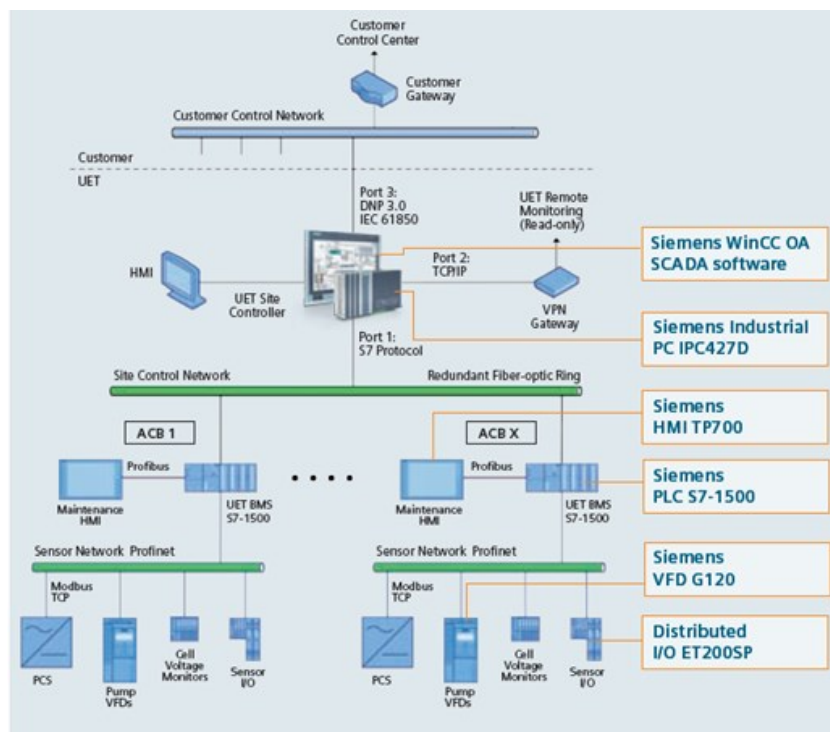 Customer
Control Center
Customer
Gateway
Customer Control Network
Customer
UET
Port 3:
DNP 3.0
IEC 61850
UET Remote
Monitoring
(Read-only)
Siemens WinCC OA
SCADA software
HMI
Port 2:
TCP/IP
UET Site
Controller
VPN
Gateway
Port 1:
S7 Protocol
Siemens Industrial
PC IPC427D
Site Control Network
Redundant Fiber-optic Ring
Siemens
HMI TP700
ACB 1
ACB X
Profibus
Profibus
Siemens
PLC S7-1500
Maintenance
HMI
UET BMS
S7-1500
Maintenance
HMI
UET BMS
S7-1500
Sensor Network Profinet
Sensor Network Profinet
Siemens
VFD G120
Modbus
TCP
Modbus
TCP
Distributed
I/O ET200SP
PCS
Pump
VFDs
Cell
Voltage
Monitors
Sensor
I/O
PCS
Pump
VFDs
Cell
Voltage
Monitors
Sensor
I/O